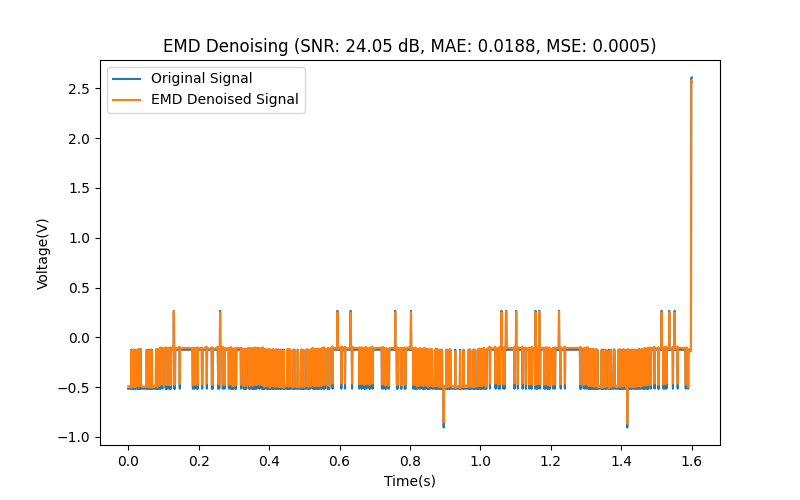 EMD Denoising (SNR: 24.05 dB, MAE: 0.0188, MSE: 0.0005)
Original Signal
EMD Denoised Signal
2.5
2.0
1.5
1.0
0.5
0.0
−0.5
−1.0
Voltage(V)
0.0 0.2 0.4 0.6 0.8 1.0 1.2 1.4 1.6
Time(s)